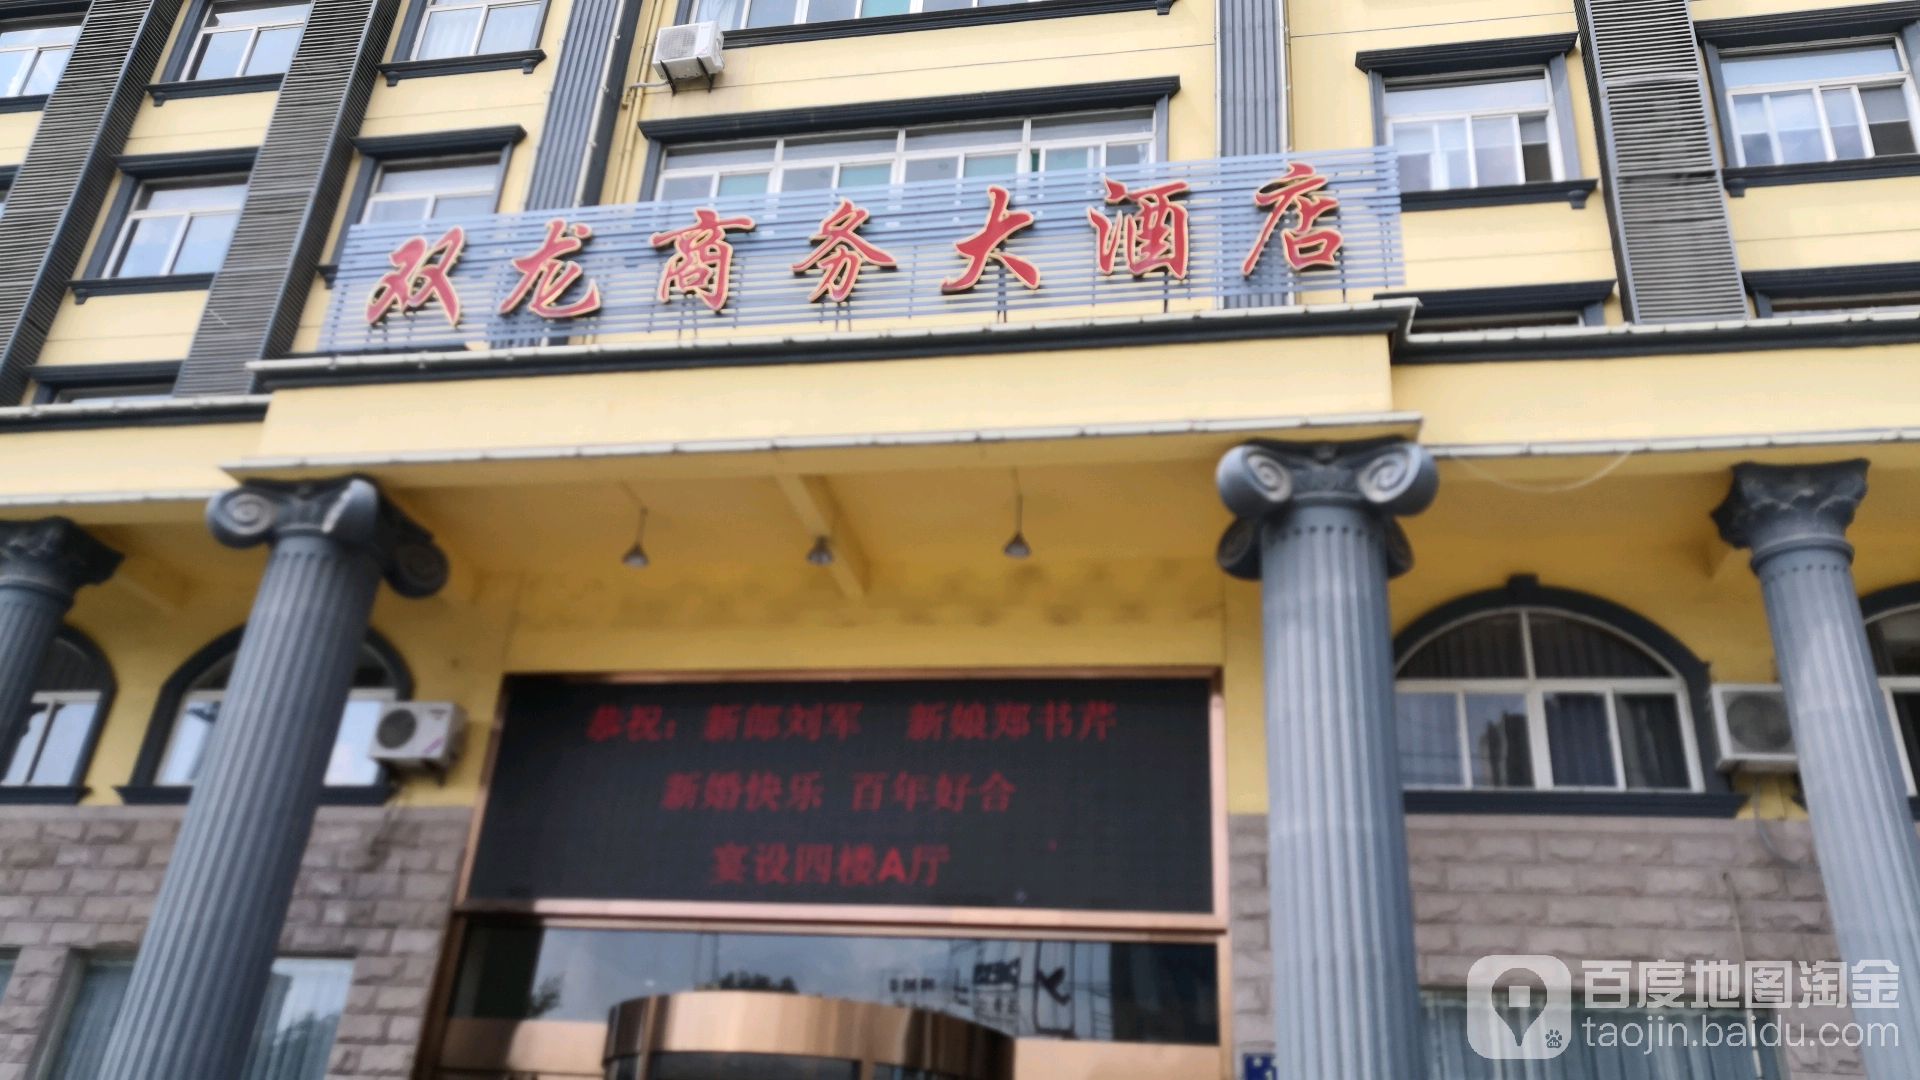 双龙商务大酒店
恭祝：新郎刘军 新娘郑书芹
新婚快乐 百年好合
宴设四楼A厅
百度地图淘金
taojin.baidu.com